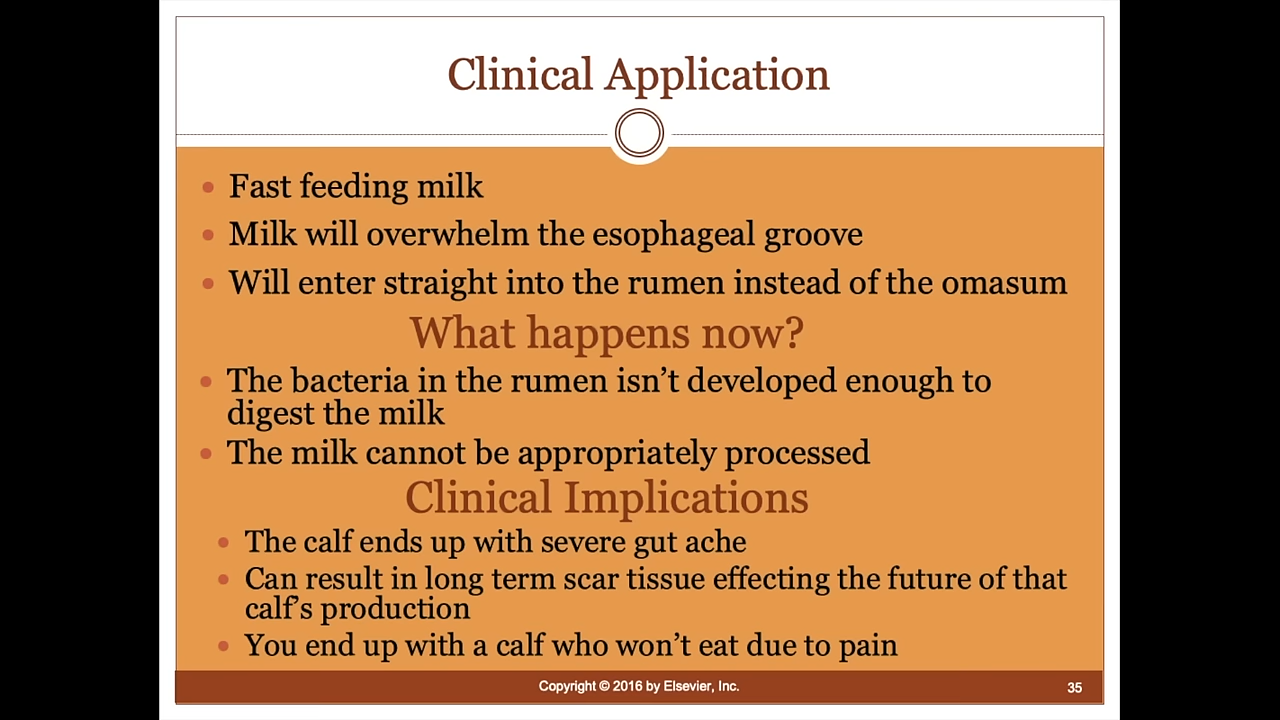 Clinical Application
Fast feeding milk
Milk will overwhelm the esophageal groove
Will enter straight into the rumen instead of the omasum
What happens now?
The bacteria in the rumen isn't developed enough to
digest the milk
The milk cannot be appropriately processed
Clinical Implications
The calf ends up with severe gut ache
Can result in long term scar tissue effecting the future of that
calf's production
You end up with a calf who won't eat due to pain
Copyright © 2016 by Elsevier, Inc.
35